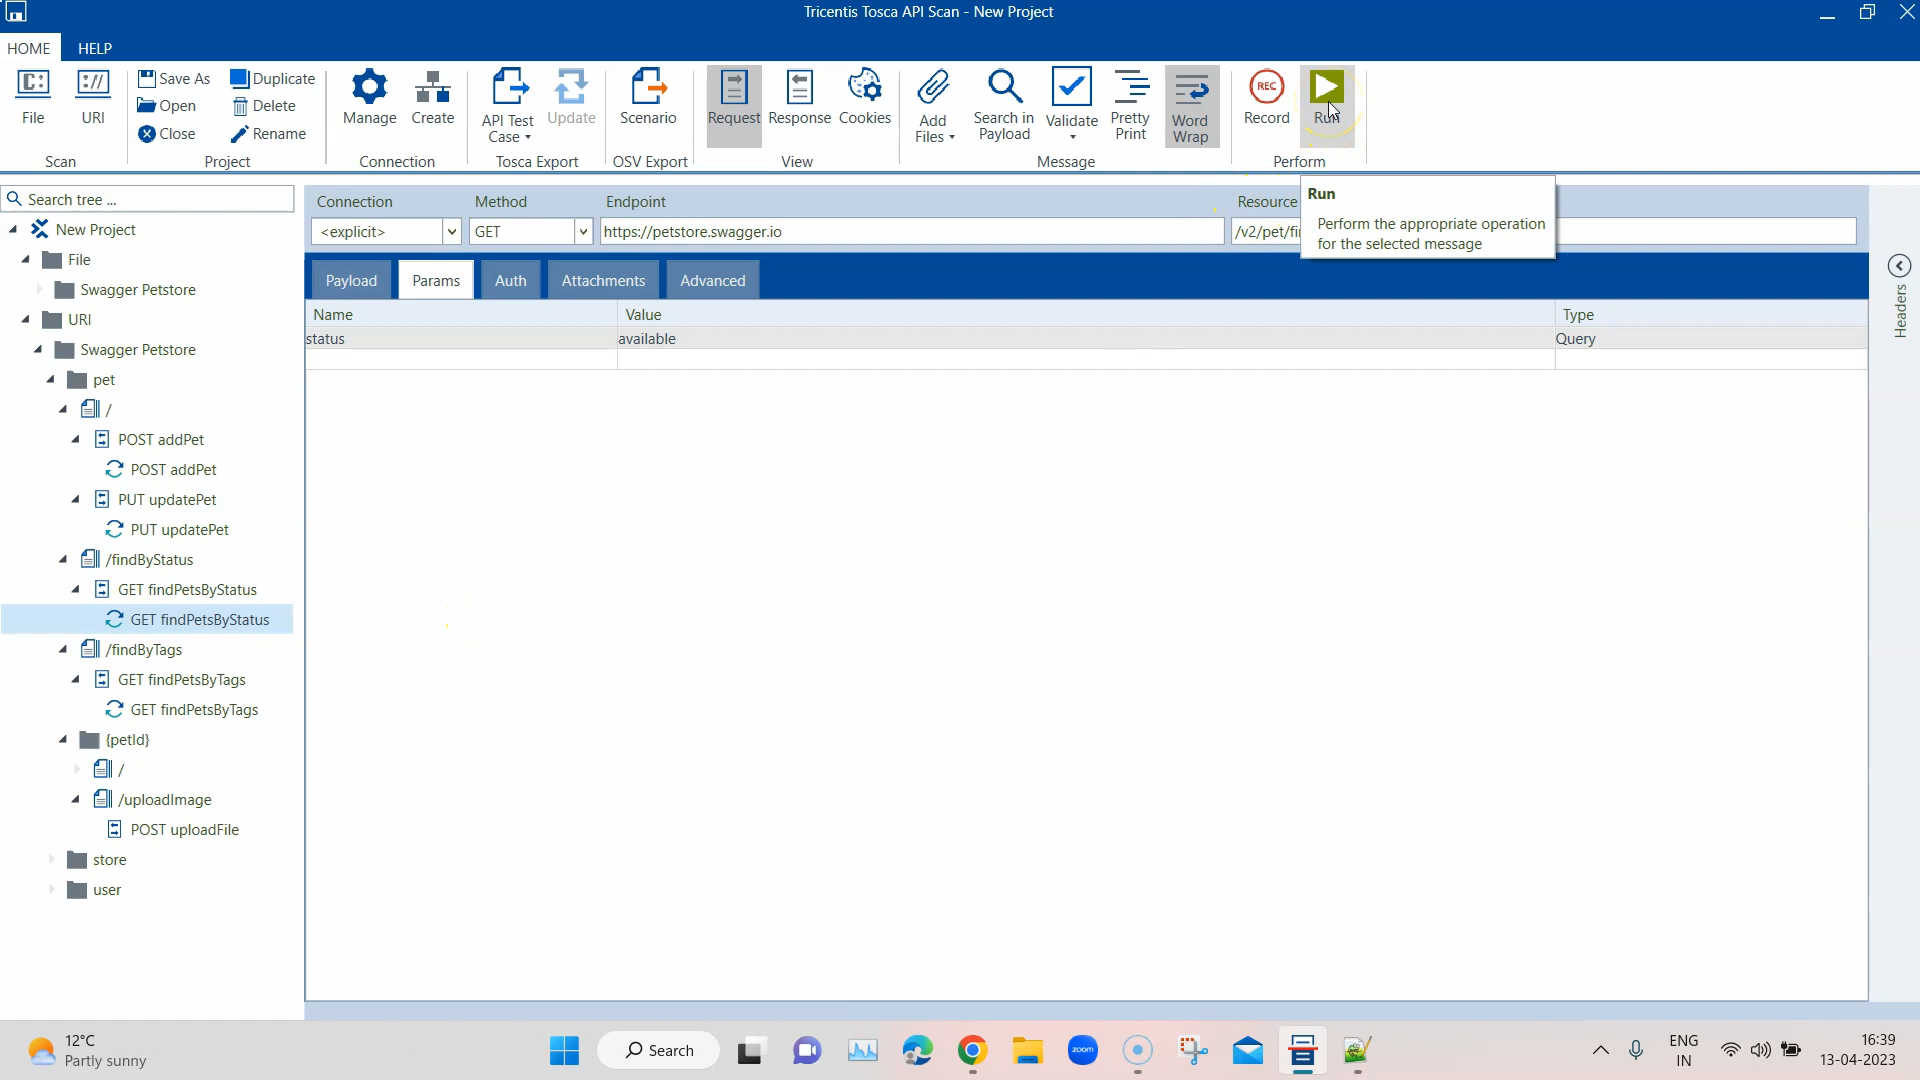 Tricentis Tosca API Scan - New Project
HOME
HELP
File
URI
Scan
Save As
Open
Close
Duplicate
Delete
Rename
Project
Manage
Create
Connection
API Test
Case
Update
Tosca Export
Scenario
OSV Export
Request
Response
Cookies
View
Add
Files
Search in
Payload
Validate
Pretty
Print
Word
Wrap
Message
REC
Record
Run
Perform
Search tree ...
New Project
File
Swagger Petstore
URI
Swagger Petstore
pet
/
POST addPet
POST addPet
PUT updatePet
PUT updatePet
/findByStatus
GET findPetsByStatus
GET findPetsByStatus
/findByTags
GET findPetsByTags
GET findPetsByTags
{petId}
/
/uploadImage
POST uploadFile
store
user
Connection
Method
Endpoint
Resource
<explicit>
GET
https://petstore.swagger.io
Run
Perform the appropriate operation
for the selected message
Payload
Params
Auth
Attachments
Advanced
Name
Value
Type
status
available
Query
Headers
12°C
Partly sunny
Search
zoom
ENG
IN
16:39
13-04-2023